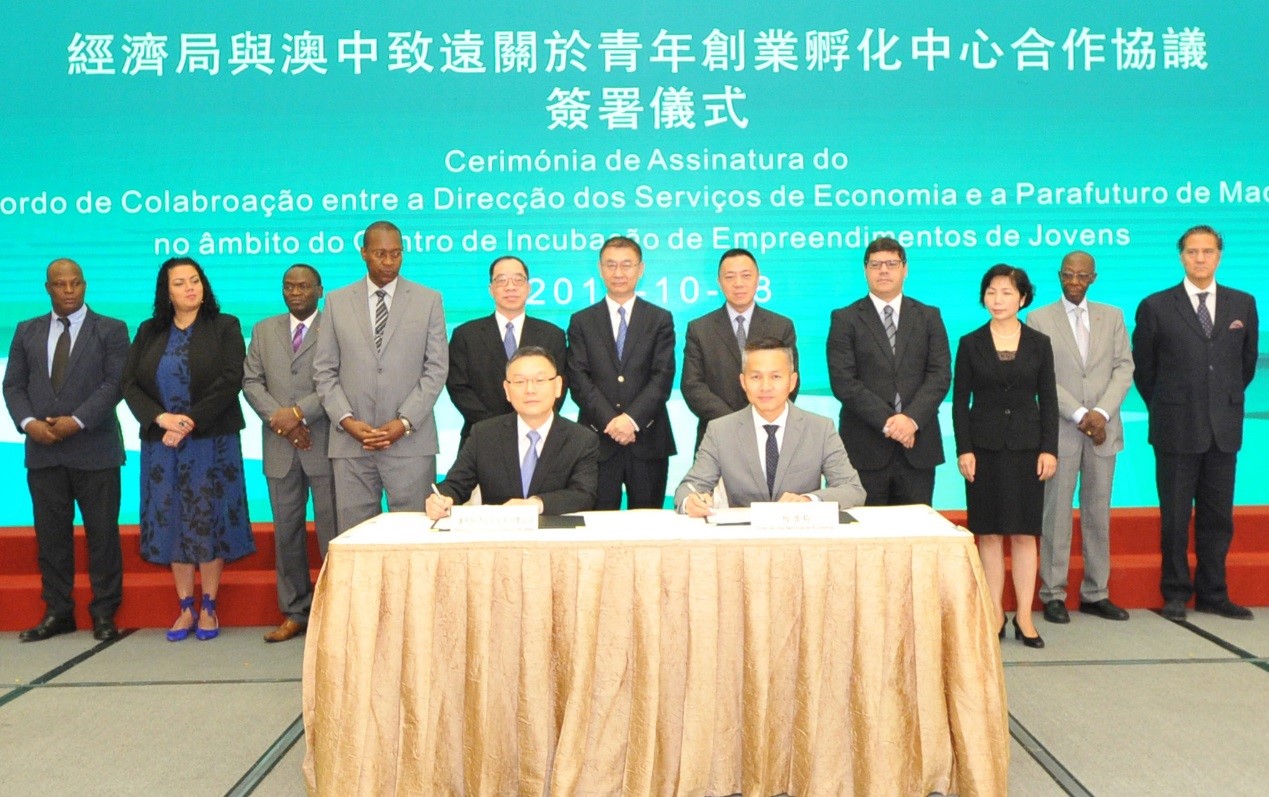 經濟局與澳中致遠關於青年創業孵化中心合作協議
簽署儀式
Cerimónia de Assinatura do
ordo de Colabroação entre a Direcção dos Serviços de Economia e a Parafuturo de Mac
no âmbito do Centro de Incubação de Empreendimentos de Jovens